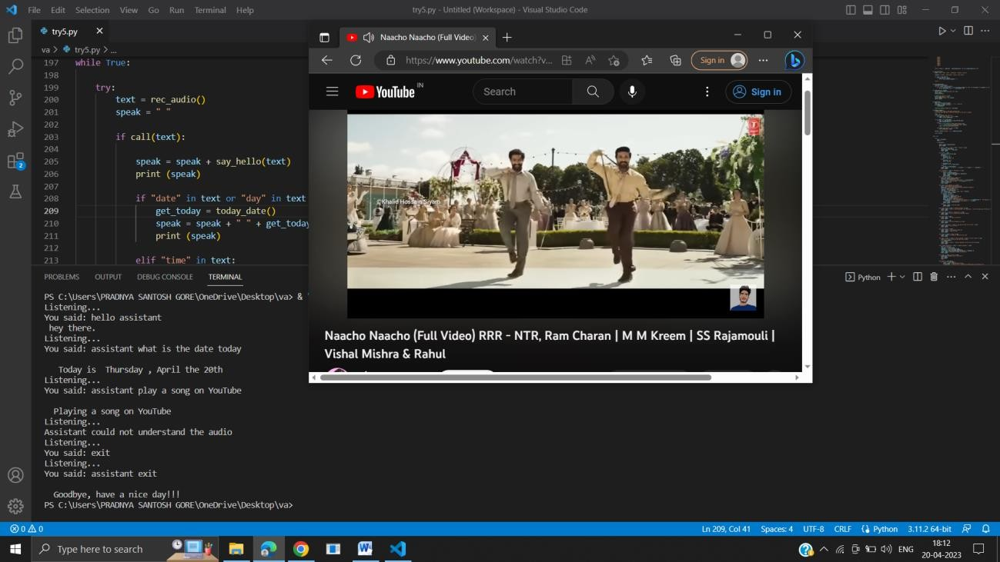 File Edit Selection View Go Run Terminal Help
try5.py - Untitled (Workspace) - Visual Studio Code
try5.py
va > try5.py > ...
197 while True:
198
199 try:
200 text = rec_audio()
201 speak = " "
202
203 if call(text):
204
205 speak = speak + say_hello(text)
206 print (speak)
207
208 if "date" in text or "day" in text
209 get_today = today_date()
210 speak = speak + " " + get_today
211 print (speak)
212
213 elif "time" in text:
Naacho Naacho (Full Video)
https://www.youtube.com/watch?v...
Sign in
YouTube IN
Search
Sign in
T
©Khalid Hossain Siyam
Naacho Naacho (Full Video) RRR - NTR, Ram Charan | M M Kreem | SS Rajamouli |
Vishal Mishra & Rahul
PROBLEMS OUTPUT DEBUG CONSOLE TERMINAL
Python
PS C:\Users\PRADNYA SANTOSH GORE\OneDrive\Desktop\va> &
Listening...
You said: hello assistant
hey there.
Listening...
You said: assistant what is the date today
Today is Thursday , April the 20th
Listening...
You said: assistant play a song on YouTube
Playing a song on YouTube
Listening...
Assistant could not understand the audio
Listening...
You said: exit
Listening...
You said: assistant exit
Goodbye, have a nice day!!!
PS C:\Users\PRADNYA SANTOSH GORE\OneDrive\Desktop\va>
2
0 0
Ln 209, Col 41 Spaces: 4 UTF-8 CRLF Python 3.11.2 64-bit
Type here to search
ENG
18:12
20-04-2023